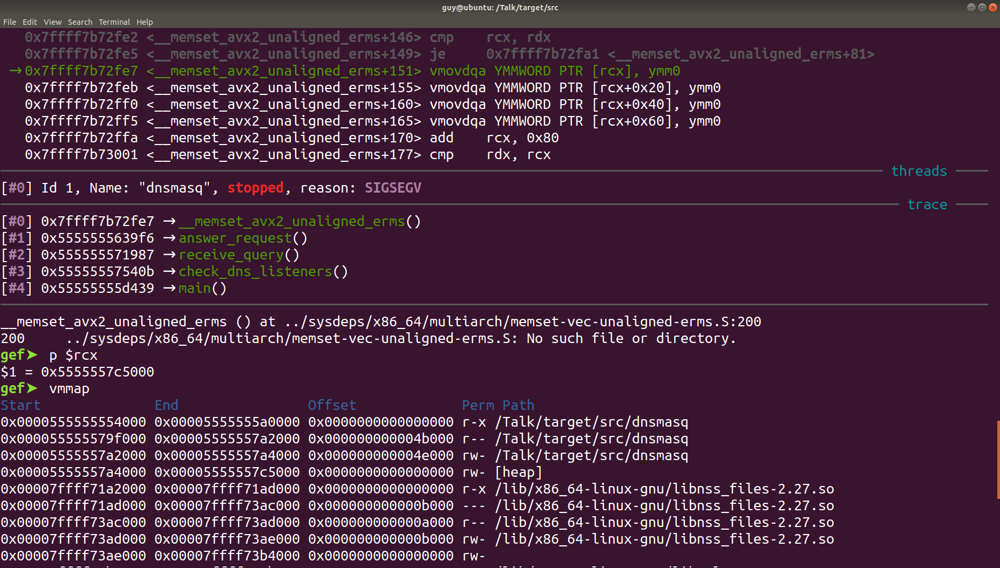 guy@ubuntu: /Talk/target/src
File Edit View Search Terminal Help
0x7ffff7b72fe2 <__memset_avx2_unaligned_erms+146> cmp    rcx, rdx
0x7ffff7b72fe5 <__memset_avx2_unaligned_erms+149> je     0x7ffff7b72fa1 <__memset_avx2_unaligned_erms+81>
→0x7ffff7b72fe7 <__memset_avx2_unaligned_erms+151> vmovdqa YMMWORD PTR [rcx], ymm0
0x7ffff7b72feb <__memset_avx2_unaligned_erms+155> vmovdqa YMMWORD PTR [rcx+0x20], ymm0
0x7ffff7b72ff0 <__memset_avx2_unaligned_erms+160> vmovdqa YMMWORD PTR [rcx+0x40], ymm0
0x7ffff7b72ff5 <__memset_avx2_unaligned_erms+165> vmovdqa YMMWORD PTR [rcx+0x60], ymm0
0x7ffff7b72ffa <__memset_avx2_unaligned_erms+170> add    rcx, 0x80
0x7ffff7b73001 <__memset_avx2_unaligned_erms+177> cmp    rdx, rcx
threads
[#0] Id 1, Name: "dnsmasq", stopped, reason: SIGSEGV
trace
[#0] 0x7ffff7b72fe7 →__memset_avx2_unaligned_erms()
[#1] 0x5555555639f6 →answer_request()
[#2] 0x555555571987 →receive_query()
[#3] 0x55555557540b →check_dns_listeners()
[#4] 0x55555555d439 →main()
__memset_avx2_unaligned_erms () at ../sysdeps/x86_64/multiarch/memset-vec-unaligned-erms.S:200
200     ../sysdeps/x86_64/multiarch/memset-vec-unaligned-erms.S: No such file or directory.
gef➤ p $rcx
$1 = 0x5555557c5000
gef➤ vmmap
Start End Offset Perm Path
0x0000555555554000 0x00005555555a0000 0x0000000000000000 r-x /Talk/target/src/dnsmasq
0x000055555579f000 0x00005555557a2000 0x000000000004b000 r-- /Talk/target/src/dnsmasq
0x00005555557a2000 0x00005555557a4000 0x000000000004e000 rw- /Talk/target/src/dnsmasq
0x00005555557a4000 0x00005555557c5000 0x0000000000000000 rw- [heap]
0x00007ffff71a2000 0x00007ffff71ad000 0x0000000000000000 r-x /lib/x86_64-linux-gnu/libnss_files-2.27.so
0x00007ffff71ad000 0x00007ffff73ac000 0x000000000000b000 --- /lib/x86_64-linux-gnu/libnss_files-2.27.so
0x00007ffff73ac000 0x00007ffff73ad000 0x000000000000a000 r-- /lib/x86_64-linux-gnu/libnss_files-2.27.so
0x00007ffff73ad000 0x00007ffff73ae000 0x000000000000b000 rw- /lib/x86_64-linux-gnu/libnss_files-2.27.so
0x00007ffff73ae000 0x00007ffff73b4000 0x0000000000000000 rw-